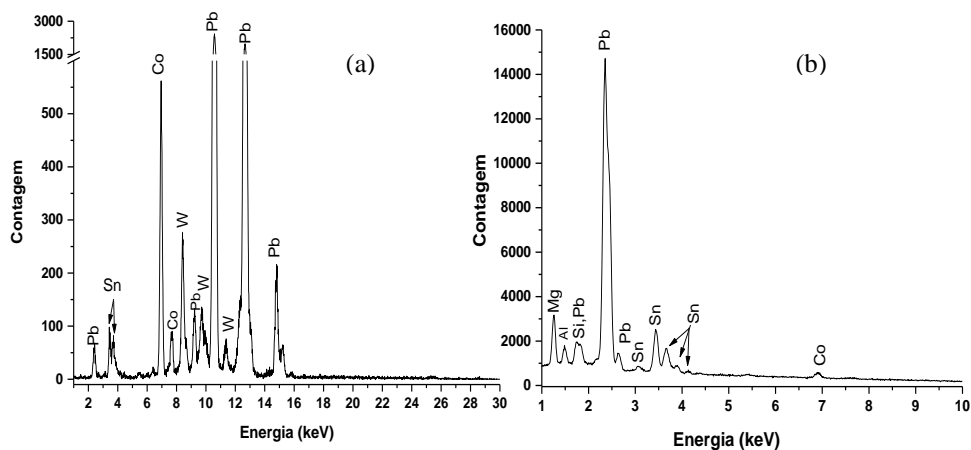 (a)
3000
1500
500
400
300
200
100
0
Contagem
Pb
Sn
Co
Co
W
Pb
W
Pb
W
Pb
Pb
2 4 6 8 10 12 14 16 18 20 22 24 26 28 30
Energia (keV)
(b)
16000
14000
12000
10000
8000
6000
4000
2000
0
Contagem
Mg
Al
Si,Pb
Pb
Pb
Sn
Sn
Sn
Co
1 2 3 4 5 6 7 8 9 10
Energia (keV)